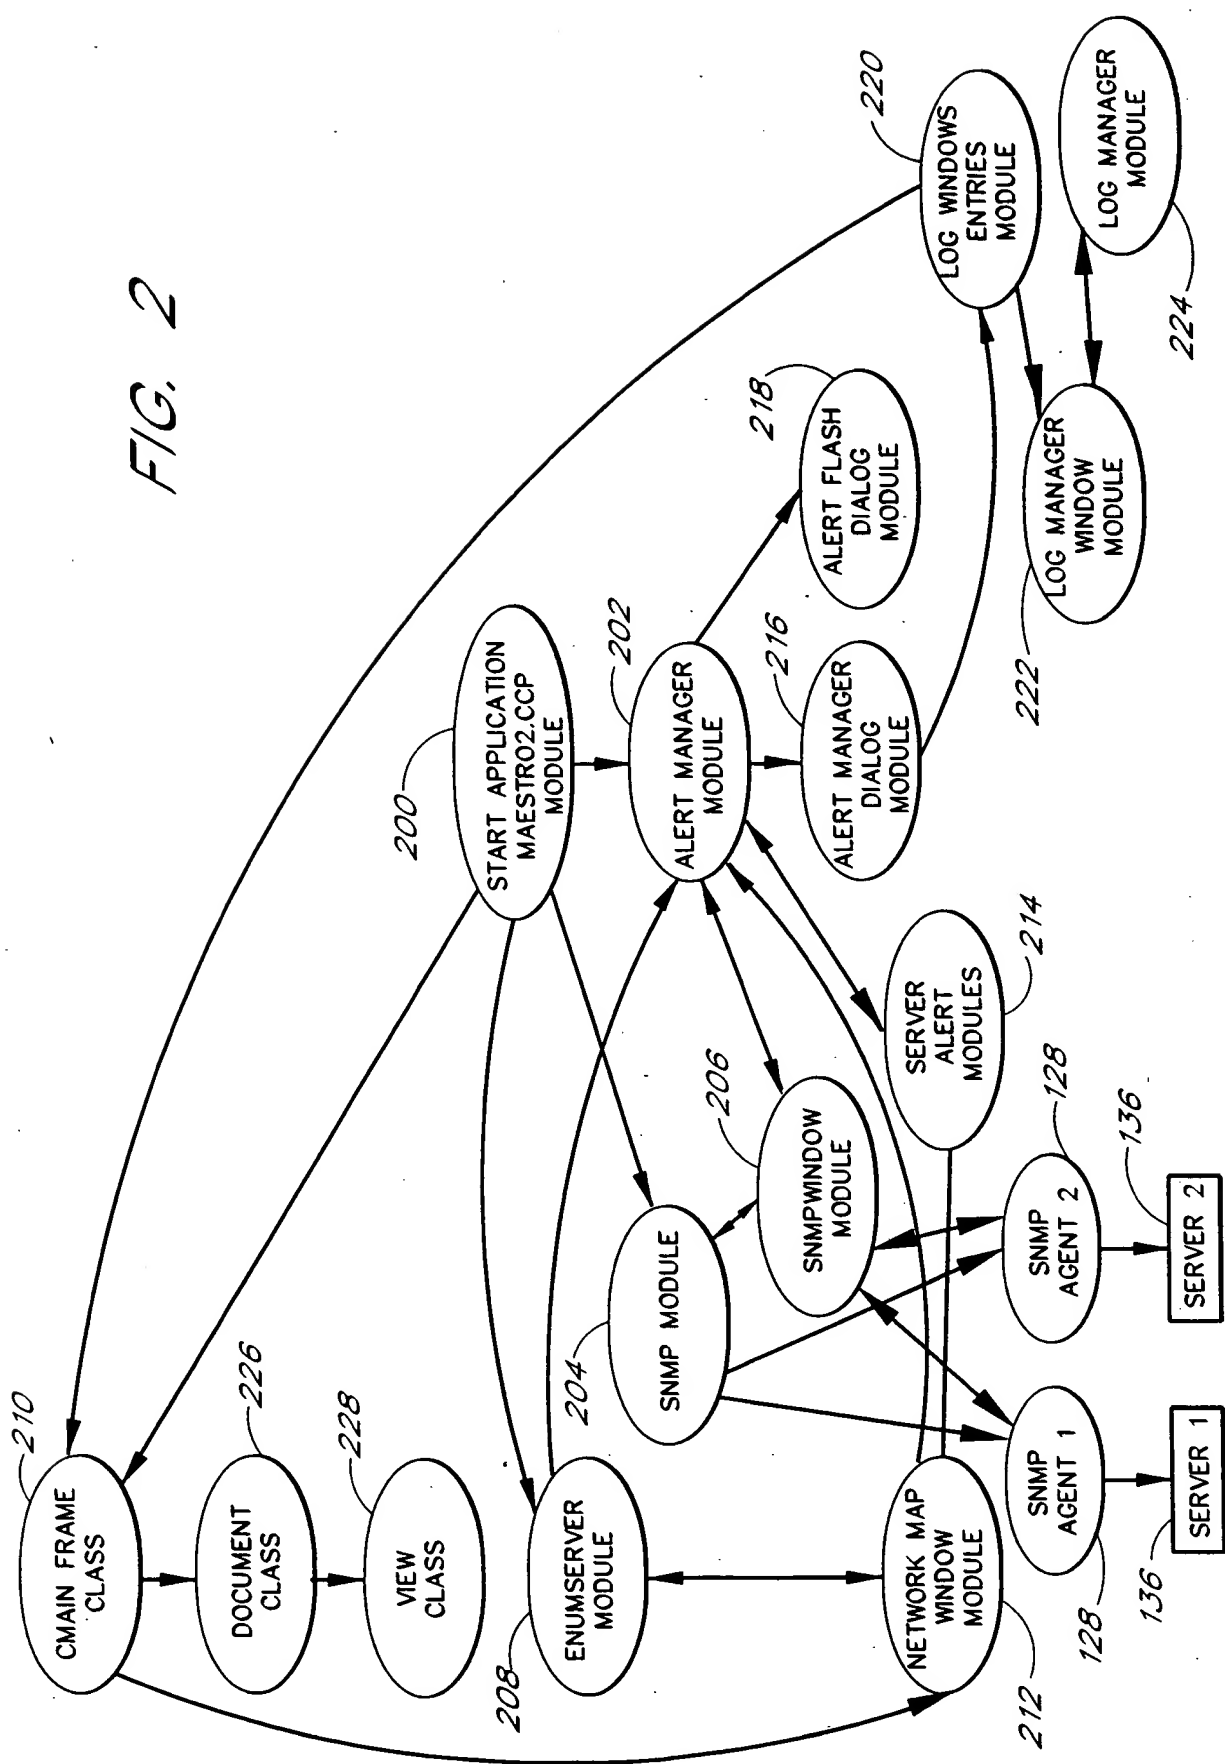 FIG. 2
210
CMAIN FRAME
CLASS
226
DOCUMENT
CLASS
228
VIEW
CLASS
208
ENUMSERVER
MODULE
212
NETWORK MAP
WINDOW
MODULE
200
START APPLICATION
MAESTRO2.CCP
MODULE
202
ALERT MANAGER
MODULE
204
SNMP MODULE
206
SNMPWINDOW
MODULE
214
SERVER
ALERT
MODULES
216
ALERT MANAGER
DIALOG
MODULE
218
ALERT FLASH
DIALOG
MODULE
220
LOG WINDOWS
ENTRIES
MODULE
222
LOG MANAGER
WINDOW
MODULE
224
LOG MANAGER
MODULE
128
SNMP
AGENT 1
136
SERVER 1
128
SNMP
AGENT 2
136
SERVER 2